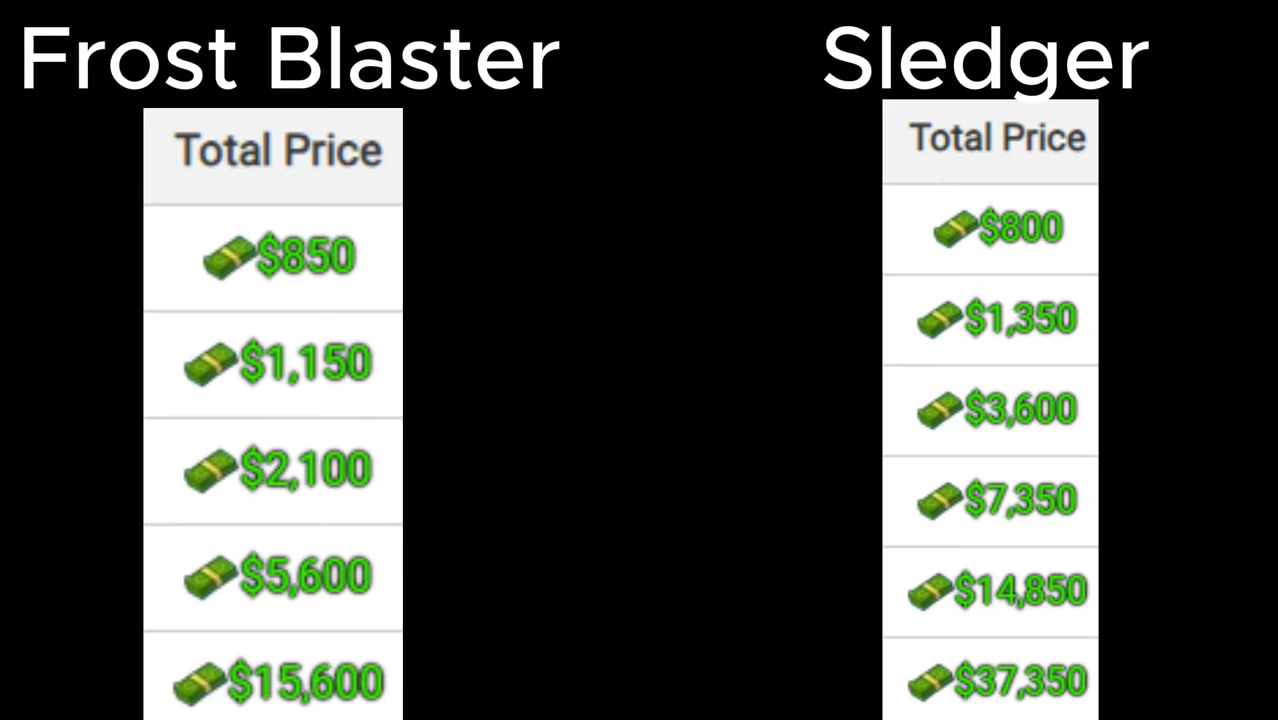 Frost Blaster
Total Price
$850
$1,150
$2,100
$5,600
$15,600
Sledger
Total Price
$800
$1,350
$3,600
$7,350
$14,850
$37,350